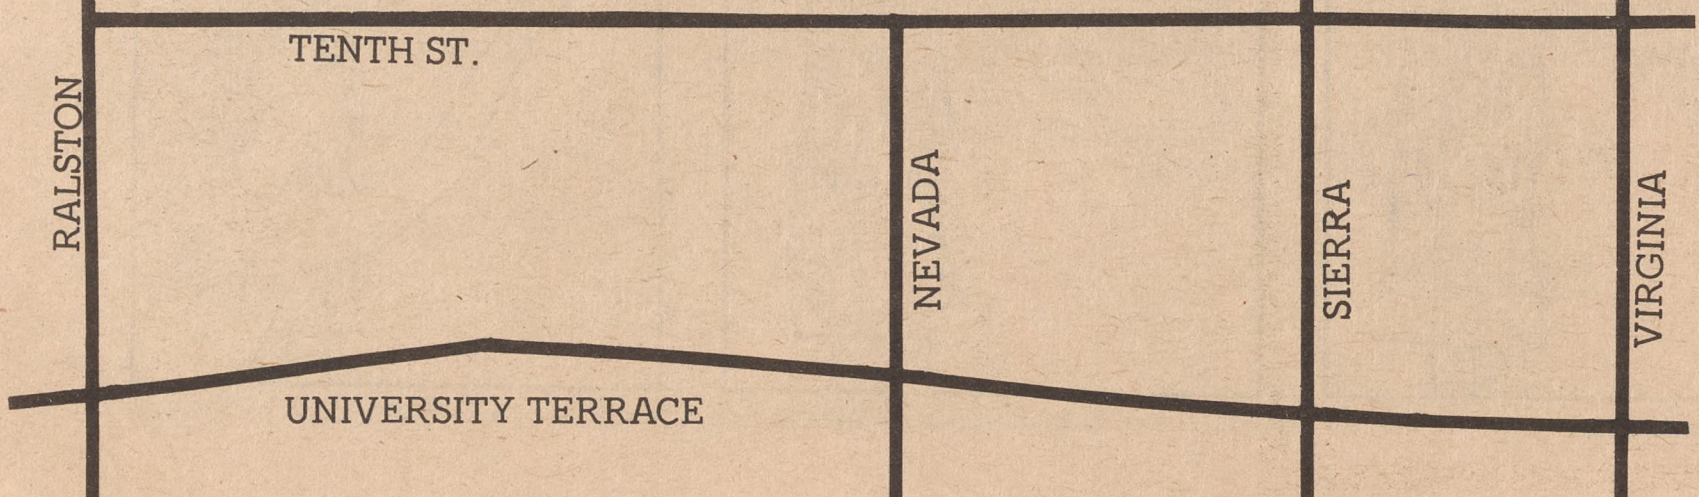 TENTH ST.
RALSTON
NEVADA
SIERRA
VIRGINIA
UNIVERSITY TERRACE